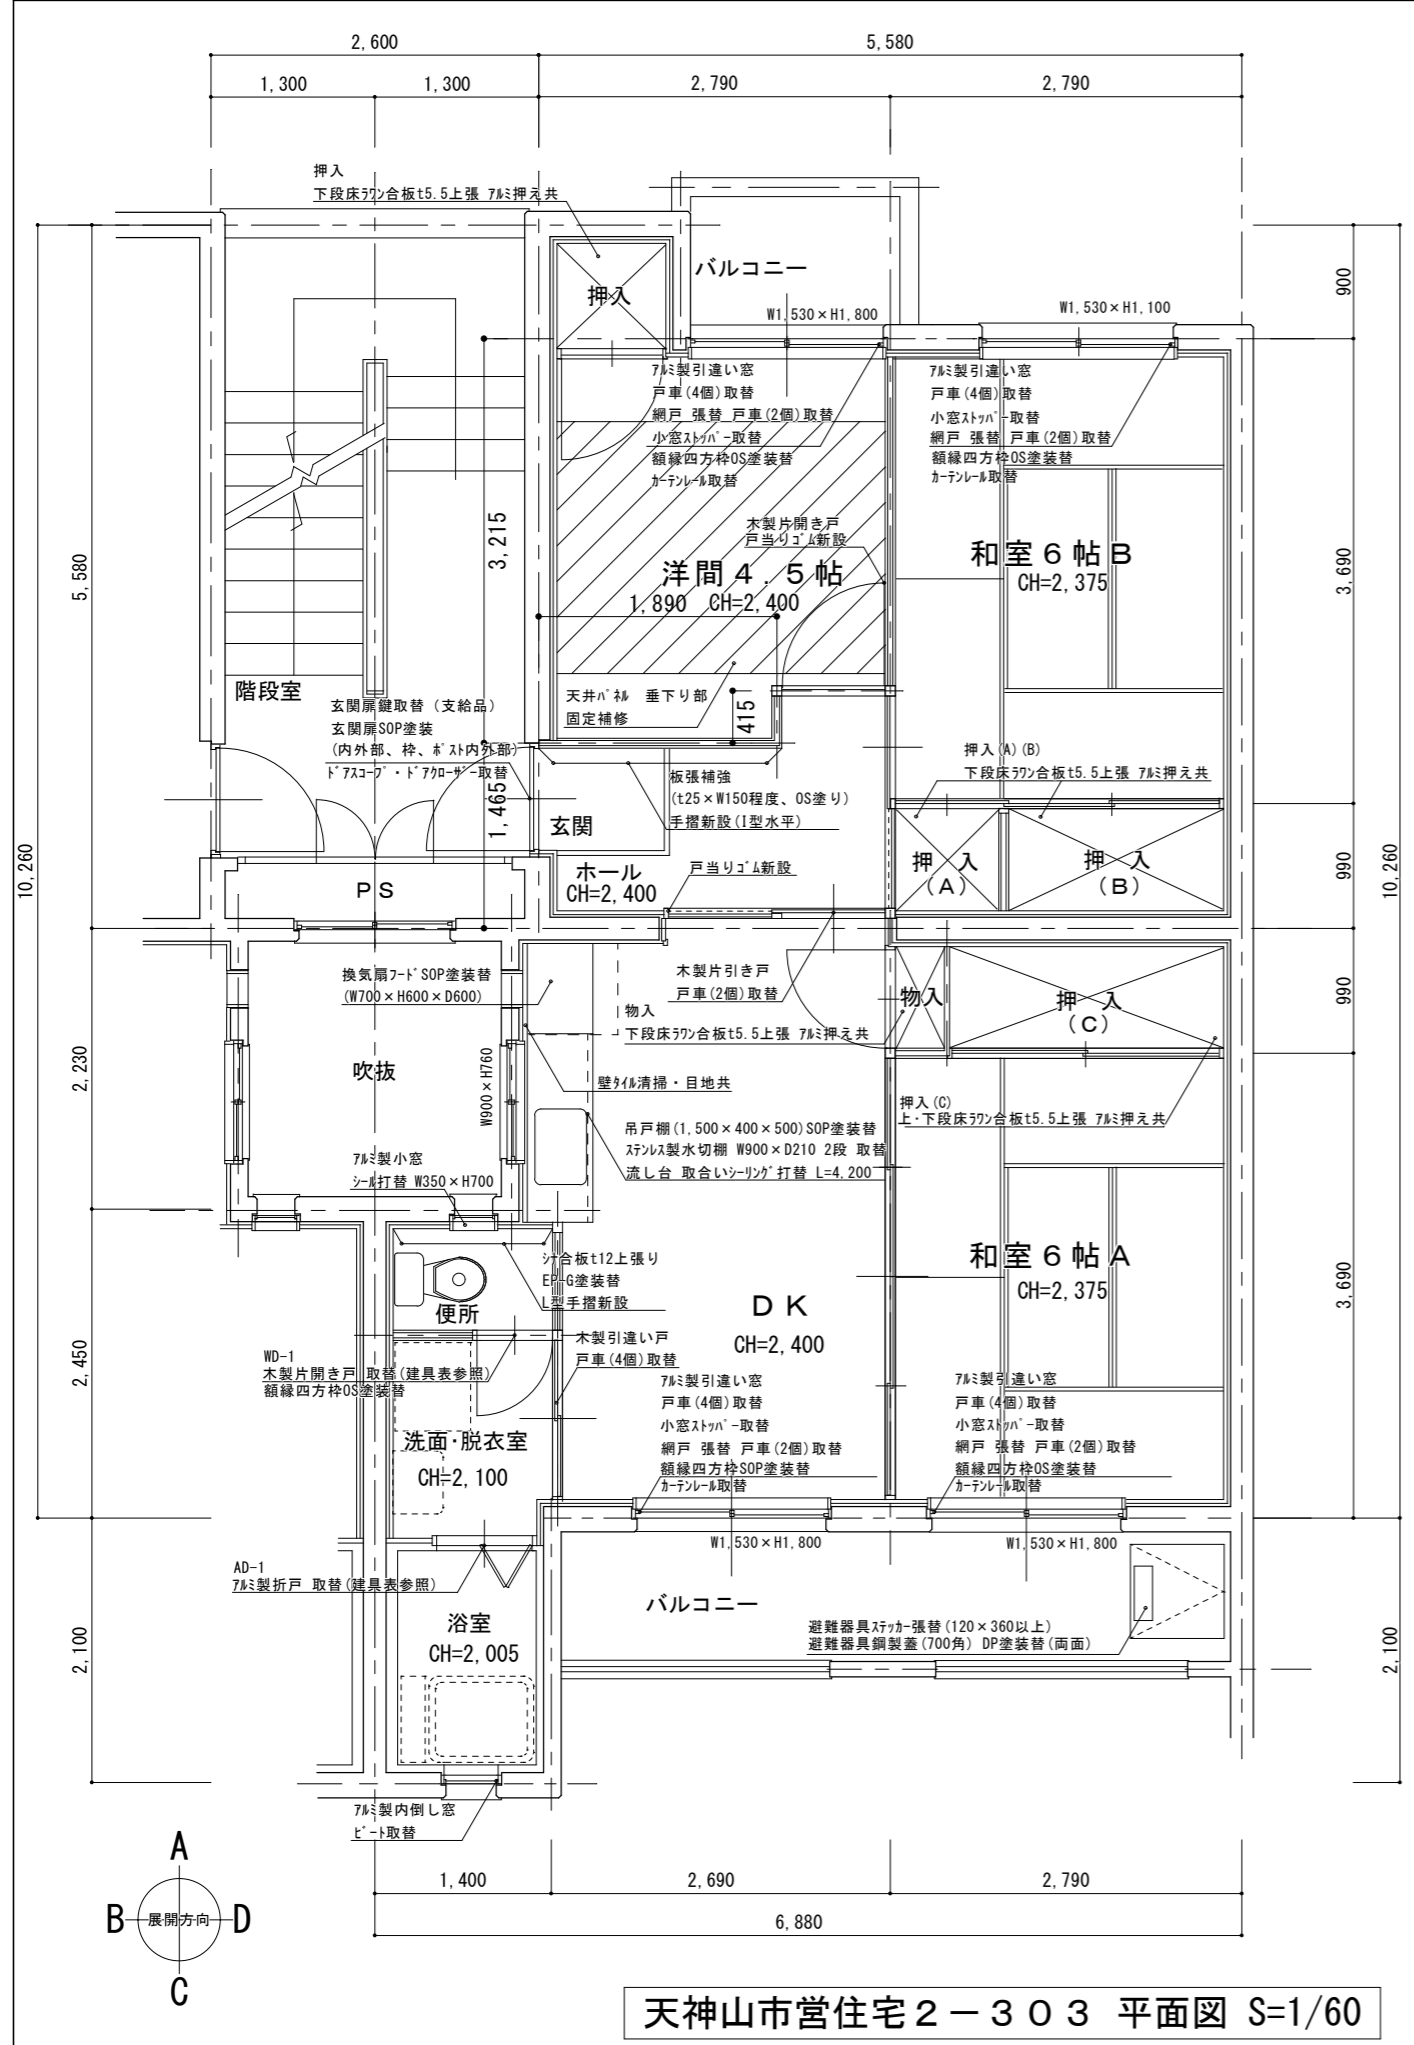 2,600
5,580
1,300
1,300
2,790
2,790
押入
下段床ﾗﾜﾝ合板t5.5上張 ｱﾙﾐ押え共
バルコニー
押入
W1,530×H1,800
W1,530×H1,100
900
ｱﾙﾐ製引違い窓
戸車(4個)取替
網戸 張替 戸車(2個)取替
小窓ｽﾄｯﾊﾟｰ取替
額縁四方枠OS塗装替
ｶｰﾃﾝﾚｰﾙ取替
ｱﾙﾐ製引違い窓
戸車(4個)取替
小窓ｽﾄｯﾊﾟｰ取替
網戸 張替 戸車(2個)取替
額縁四方枠OS塗装替
ｶｰﾃﾝﾚｰﾙ取替
木製片開き戸
戸当りｺﾞﾑ新設
3,215
5,580
洋間4.5帖
1,890 CH=2,400
和室6帖B
CH=2,375
3,690
階段室
天井ﾊﾟﾈﾙ 垂下り部
固定補修
415
玄関扉鍵取替（支給品）
玄関扉SOP塗装
(内外部、枠、ﾎﾟｽﾄ内外部)
ﾄﾞｱｽｺｰﾌﾟ・ﾄﾞｱｸﾛｰｻﾞｰ取替
1,465
押入(A)(B)
下段床ﾗﾜﾝ合板t5.5上張 ｱﾙﾐ押え共
板張補強
(t25×W150程度、OS塗り)
手摺新設(I型水平)
玄関
ホール
CH=2,400
戸当りｺﾞﾑ新設
押 入
(A)
押 入
(B)
990
10,260
10,260
PS
換気扇ﾌｰﾄﾞSOP塗装替
(W700×H600×D600)
木製片引き戸
戸車(2個)取替
物入
下段床ﾗﾜﾝ合板t5.5上張 ｱﾙﾐ押え共
物入
押 入
(C)
990
2,230
吹抜
W900×H760
壁ﾀｲﾙ清掃・目地共
押入(C)
上・下段床ﾗﾜﾝ合板t5.5上張 ｱﾙﾐ押え共
吊戸棚(1,500×400×500)SOP塗装替
ｽﾃﾝﾚｽ製水切棚 W900×D210 2段 取替
流し台 取合いｼｰﾘﾝｸﾞ打替 L=4,200
ｱﾙﾐ製小窓
ｼｰﾙ打替 W350×H700
ｼﾅ合板t12上張り
EP-G塗装替
L型手摺新設
便所
和室6帖A
CH=2,375
3,690
DK
CH=2,400
2,450
WD-1
木製片開き戸 取替(建具表参照)
額縁四方枠OS塗装替
木製引違い戸
戸車(4個)取替
ｱﾙﾐ製引違い窓
戸車(4個)取替
小窓ｽﾄｯﾊﾟｰ取替
網戸 張替 戸車(2個)取替
額縁四方枠SOP塗装替
ｶｰﾃﾝﾚｰﾙ取替
ｱﾙﾐ製引違い窓
戸車(4個)取替
小窓ｽﾄｯﾊﾟｰ取替
網戸 張替 戸車(2個)取替
額縁四方枠OS塗装替
ｶｰﾃﾝﾚｰﾙ取替
洗面・脱衣室
CH=2,100
W1,530×H1,800
W1,530×H1,800
AD-1
ｱﾙﾐ製折戸 取替(建具表参照)
浴室
CH=2,005
バルコニー
避難器具ｽﾃｯｶｰ張替(120×360以上)
避難器具鋼製蓋(700角) DP塗装替(両面)
2,100
2,100
ｱﾙﾐ製内倒し窓
ﾋﾞｰﾄ取替
1,400
2,690
2,790
6,880
A
B
展開方向
D
C
天神山市営住宅2－303 平面図 S=1/60